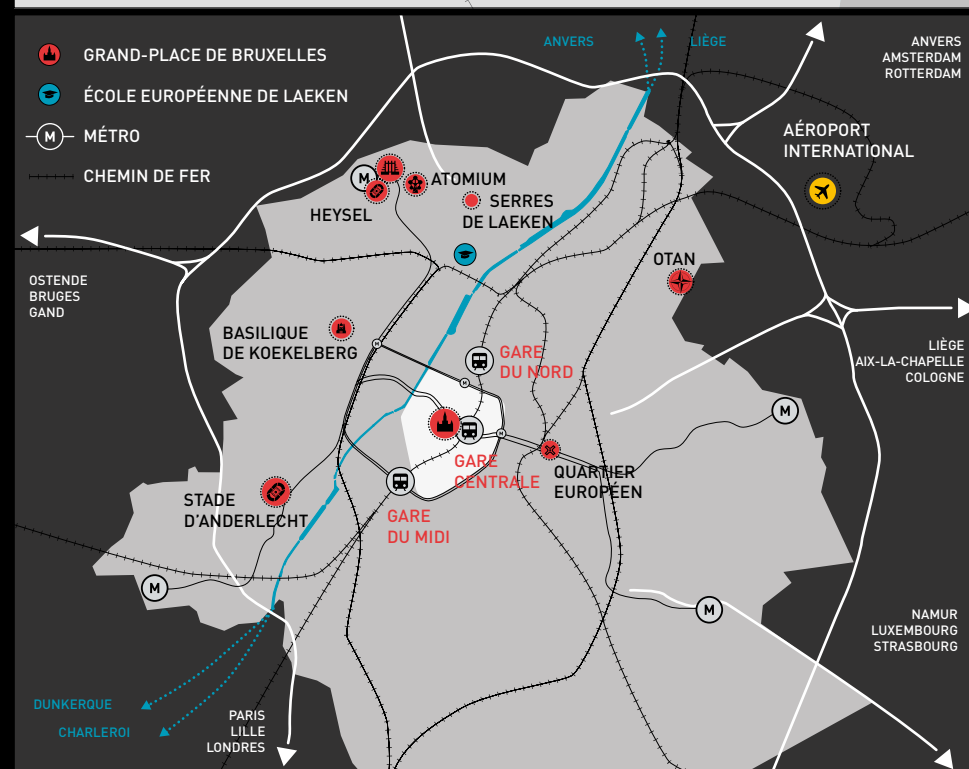 GRAND-PLACE DE BRUXELLES
ÉCOLE EUROPÉENNE DE LAEKEN
M
MÉTRO
CHEMIN DE FER
ANVERS
LIÈGE
ANVERS
AMSTERDAM
ROTTERDAM
AÉROPORT
INTERNATIONAL
M
HEYSEL
ATOMIUM
SERRES
DE LAEKEN
OTAN
OSTENDE
BRUGES
GAND
BASILIQUE
DE KOEKELBERG
M
GARE
DU NORD
M
LIÈGE
AIX-LA-CHAPELLE
COLOGNE
M
M
GARE
CENTRALE
QUARTIER
EUROPÉEN
STADE
D'ANDERLECHT
GARE
DU MIDI
M
M
NAMUR
LUXEMBOURG
STRASBOURG
DUNKERQUE
CHARLEROI
PARIS
LILLE
LONDRES